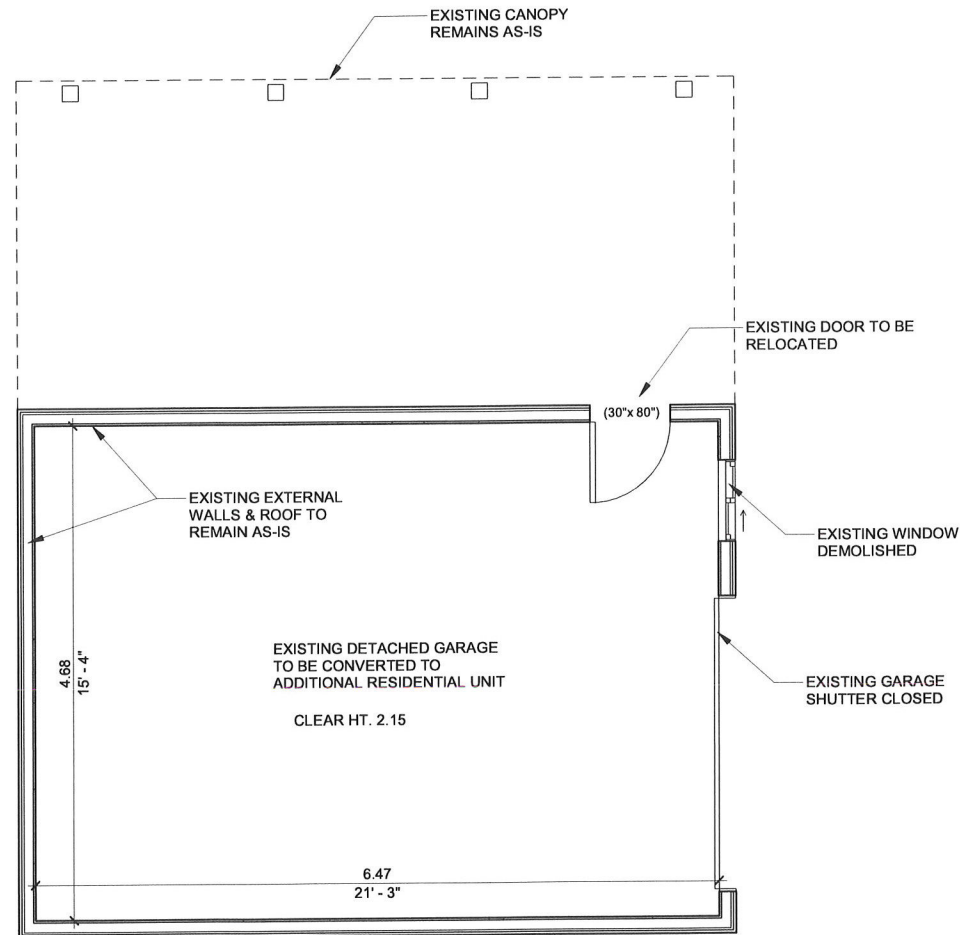 EXISTING CANOPY
REMAINS AS-IS
EXISTING DOOR TO BE
RELOCATED
(30"x 80")
EXISTING EXTERNAL
WALLS & ROOF TO
REMAIN AS-IS
EXISTING WINDOW
DEMOLISHED
EXISTING DETACHED GARAGE
TO BE CONVERTED TO
ADDITIONAL RESIDENTIAL UNIT
CLEAR HT. 2.15
4.68
15' - 4"
EXISTING GARAGE
SHUTTER CLOSED
6.47
21' - 3"